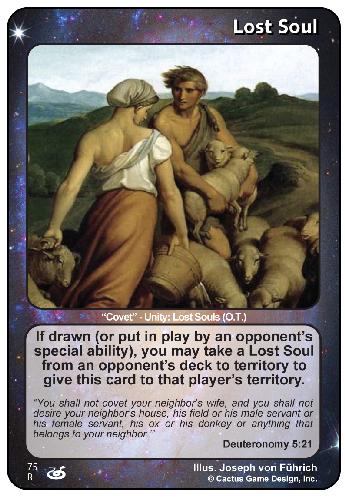 Lost Soul
"Covet" - Unity: Lost Souls (O.T.)
If drawn (or put in play by an opponent's
special ability), you may take a Lost Soul
from an opponent's deck to territory to
give this card to that player's territory.
"You shall not covet your neighbor's wife, and you shall not
desire your neighbor's house, his field or his male servant or
his female servant, his ox or his donkey or anything that
belongs to your neighbor."
Deuteronomy 5:21
75
R
Illus. Joseph von Führich
© Cactus Game Design, Inc.